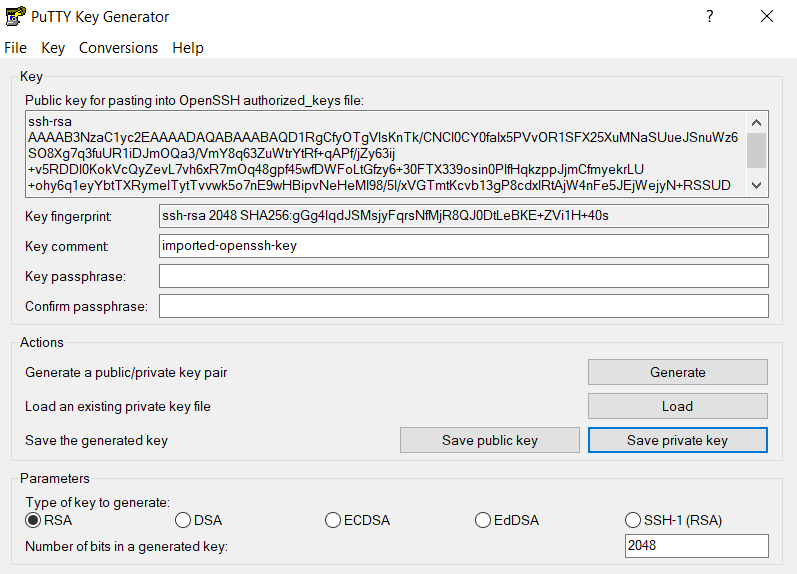 PuTTY Key Generator
?
File Key Conversions Help
Key
Public key for pasting into OpenSSH authorized_keys file:
ssh-rsa
AAAAB3NzaC1yc2EAAAADAQABAAABAQD1RgCfyOTgVlsKnTk/CNCI0CY0falx5PVvOR1SFX25XuMNaSUueJSnuWz6
SO8Xg7q3fuUR1iDJmOQa3/VmY8q63ZuWtrYtRf+qAPf/jZy63ij
+v5RDDl0KokVcQyZevL7vh6xR7mOq48gpf45wfDWFoLtGfzy6+30FTX339osin0PlfHqkzppJjmCfmyekrLU
+ohy6q1eyYbtTXRymelTytTvvwk5o7nE9wHBipvNeHeMl98/5l/xVGTmtKcvb13gP8cdxlRtAjW4nFe5JEjWejyN+RSSUD
Key fingerprint:
ssh-rsa 2048 SHA256:gGg4IqdJSMsjyFqrsNfMjR8QJ0DtLeBKE+ZVi1H+40s
Key comment:
imported-openssh-key
Key passphrase:
Confirm passphrase:
Actions
Generate a public/private key pair
Generate
Load an existing private key file
Load
Save the generated key
Save public key
Save private key
Parameters
Type of key to generate:
RSA DSA ECDSA EdDSA SSH-1 (RSA)
Number of bits in a generated key:
2048